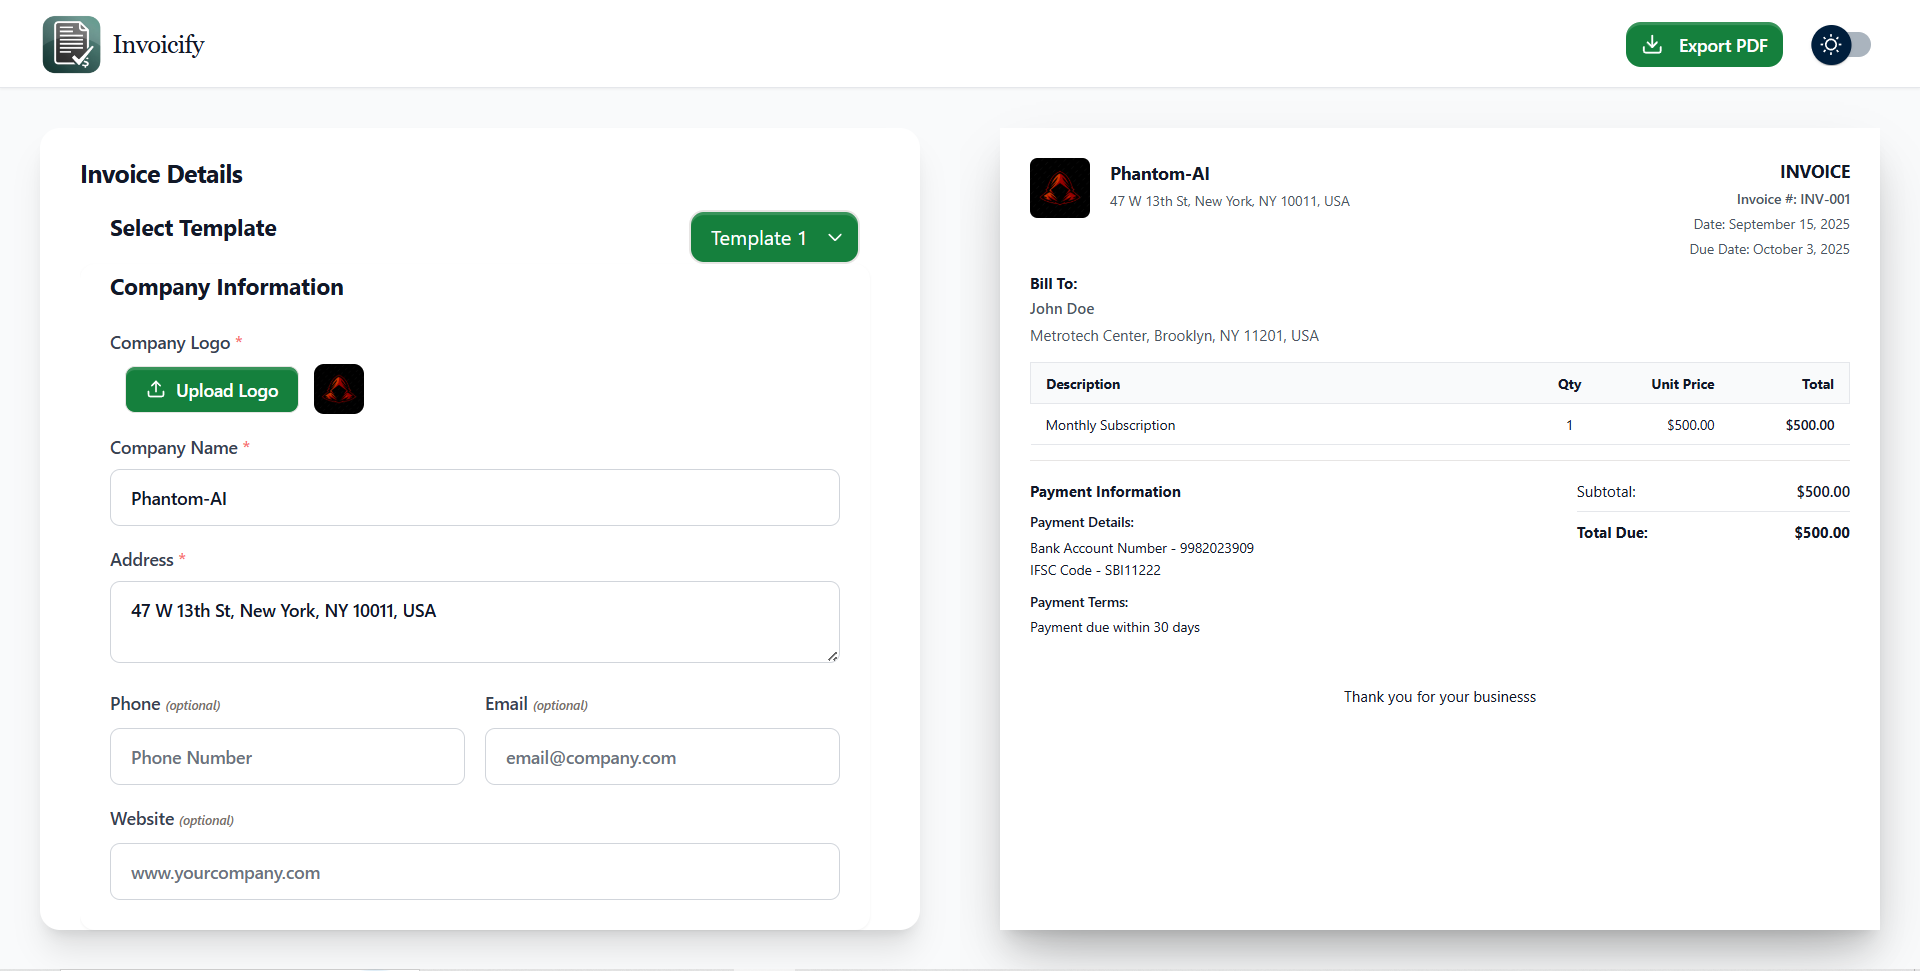 Invoicify
Export PDF
Invoice Details
Select Template
Template 1
Company Information
Company Logo *
Upload Logo
Company Name *
Phantom-AI
Address *
47 W 13th St, New York, NY 10011, USA
Phone (optional)
Email (optional)
Phone Number
email@company.com
Website (optional)
www.yourcompany.com
Phantom-AI
47 W 13th St, New York, NY 10011, USA
INVOICE
Invoice #: INV-001
Date: September 15, 2025
Due Date: October 3, 2025
Bill To:
John Doe
Metrotech Center, Brooklyn, NY 11201, USA
Description Qty Unit Price Total
Monthly Subscription 1 $500.00 $500.00
Payment Information
Payment Details:
Bank Account Number - 9982023909
IFSC Code - SBI11222
Payment Terms:
Payment due within 30 days
Subtotal: $500.00
Total Due: $500.00
Thank you for your businesss